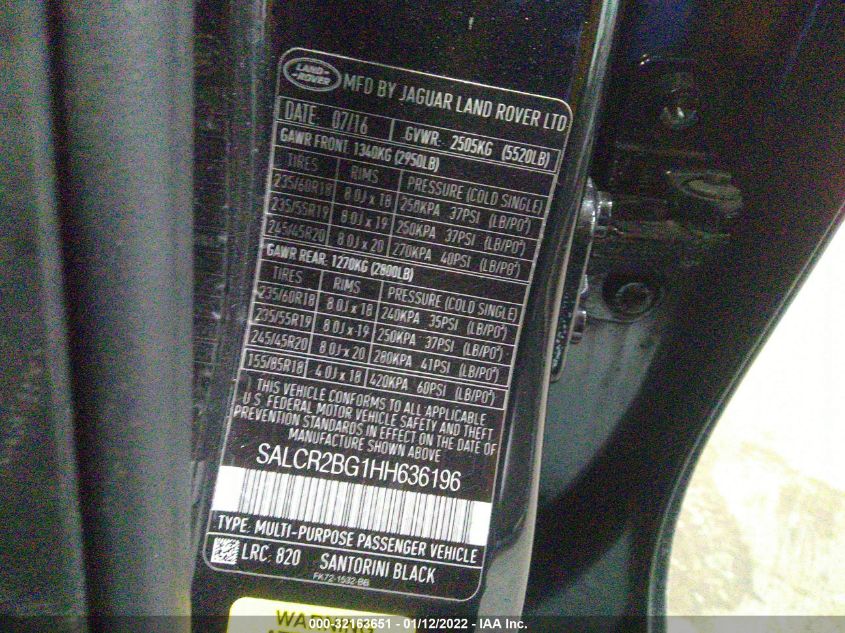 LAND ROVER MFD BY JAGUAR LAND ROVER LTD
DATE: 07/16 GVWR: 2505KG (5520LB)
GAWR FRONT. 1340KG (2950LB)
TIRES RIMS PRESSURE (COLD SINGLE)
235/60R18 8.0J x 18 250KPA 37PSI (LB/PO²)
235/55R19 8.0J x 19 250KPA 37PSI (LB/PO²)
245/45R20 8.0J x 20 270KPA 40PSI (LB/PO²)
GAWR REAR. 1270KG (2800LB)
TIRES RIMS PRESSURE (COLD SINGLE)
235/60R18 8.0J x 18 240KPA 35PSI (LB/PO²)
235/55R19 8.0J x 19 250KPA 37PSI (LB/PO²)
245/45R20 8.0J x 20 280KPA 41PSI (LB/PO²)
155/85R18 4.0J x 18 420KPA 60PSI (LB/PO²)
THIS VEHICLE CONFORMS TO ALL APPLICABLE
U.S. FEDERAL MOTOR VEHICLE SAFETY AND THEFT
PREVENTION STANDARDS IN EFFECT ON THE DATE OF
MANUFACTURE SHOWN ABOVE
SALCR2BG1HH636196
TYPE: MULTI-PURPOSE PASSENGER VEHICLE
LRC: 820 SANTORINI BLACK
FK72-1532-BB
WARNING
000-32163651 - 01/12/2022 - IAA Inc.